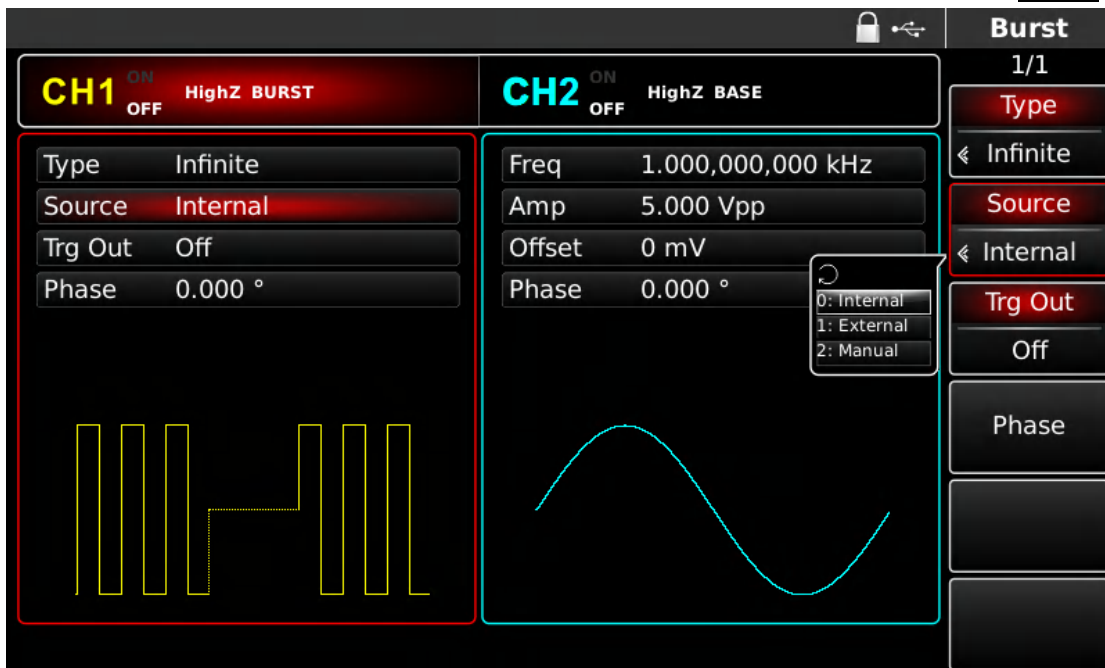 Burst
1/1
CH1 ON OFF HighZ BURST
CH2 ON OFF HighZ BASE
Type Infinite
Source Internal
Trg Out Off
Phase 0.000 °
Freq 1.000,000,000 kHz
Amp 5.000 Vpp
Offset 0 mV
Phase 0.000 °
0: Internal
1: External
2: Manual
Type
Infinite
Source
Internal
Trg Out
Off
Phase